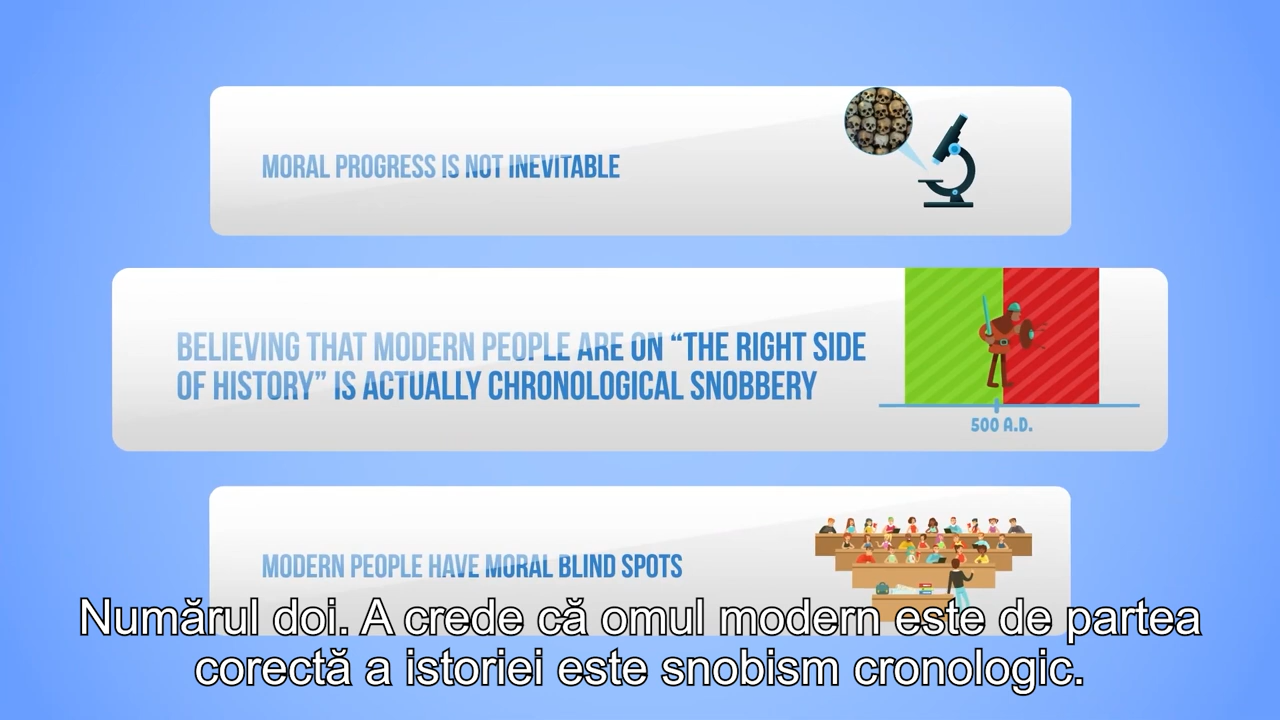 MORAL PROGRESS IS NOT INEVITABLE
BELIEVING THAT MODERN PEOPLE ARE ON “THE RIGHT SIDE
OF HISTORY” IS ACTUALLY CHRONOLOGICAL SNOBBERY
500 A.D.
MODERN PEOPLE HAVE MORAL BLIND SPOTS
Numărul doi. A crede că omul modern este de partea
corectă a istoriei este snobism cronologic.